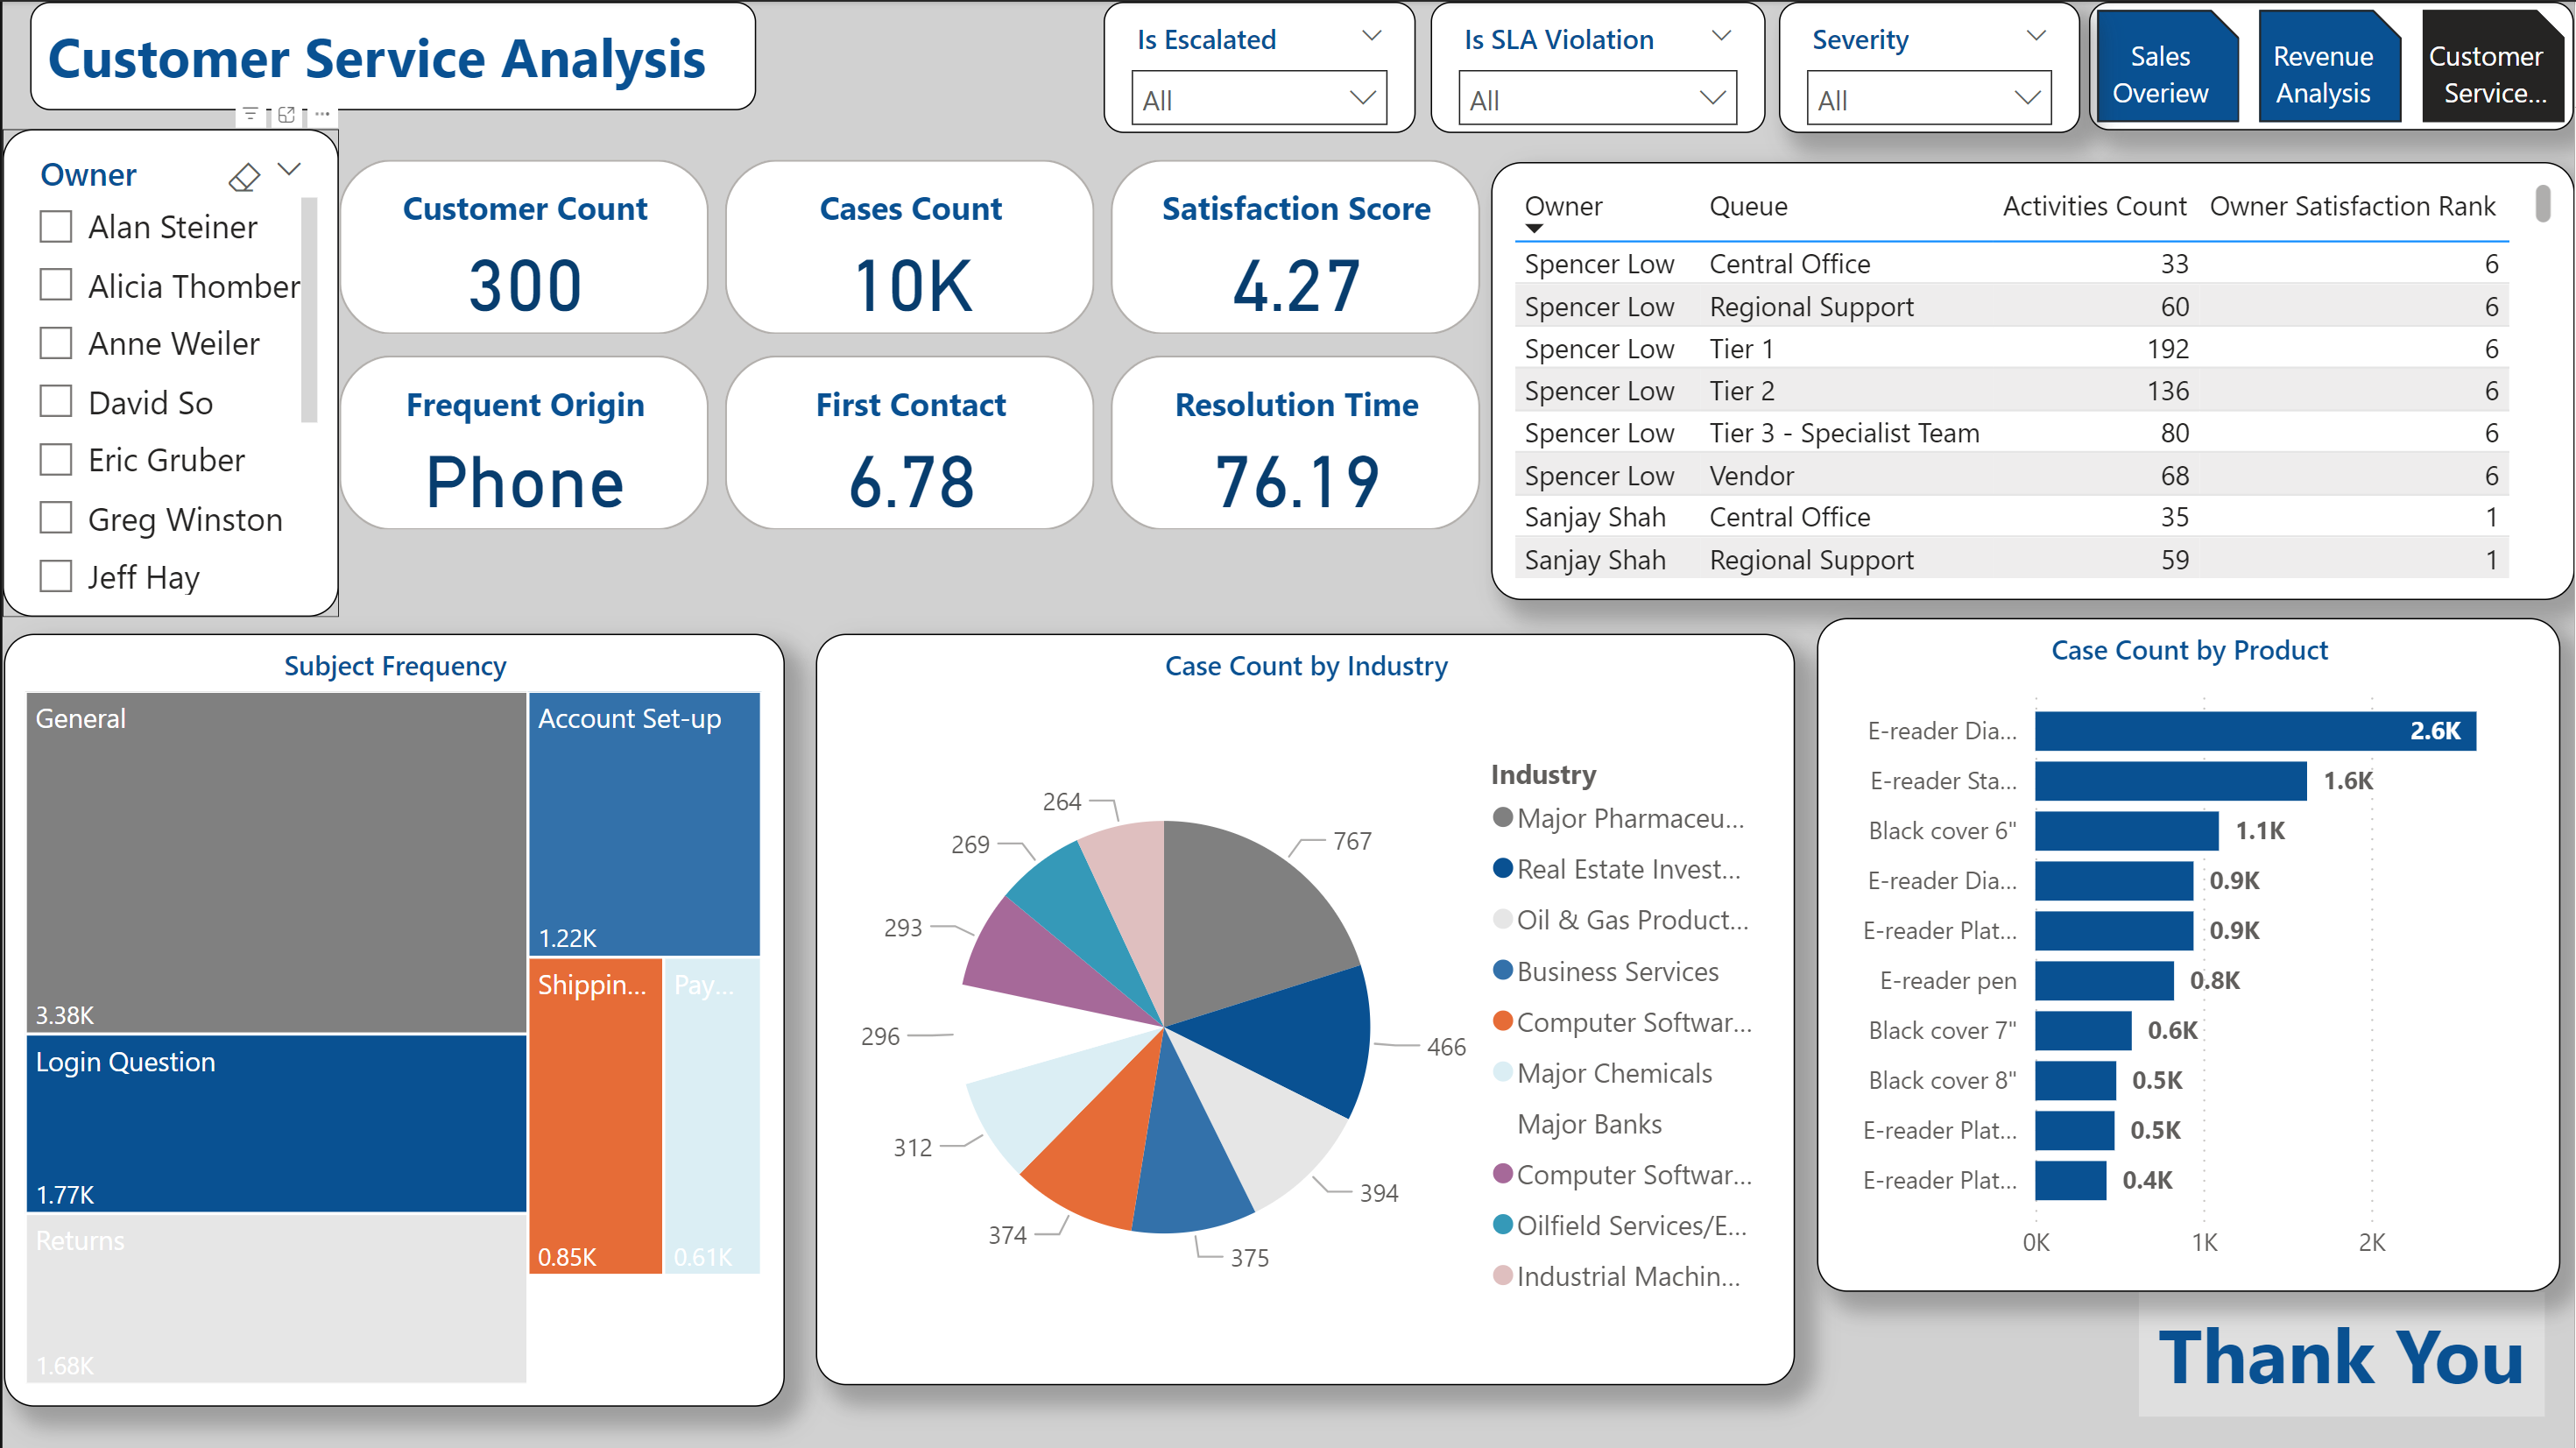 Customer Service Analysis
Is Escalated
All
Is SLA Violation
All
Severity
All
Sales
Overiew
Revenue
Analysis
Customer
Service...
Owner
Alan Steiner
Alicia Thomber
Anne Weiler
David So
Eric Gruber
Greg Winston
Jeff Hay
Customer Count
300
Cases Count
10K
Satisfaction Score
4.27
Frequent Origin
Phone
First Contact
6.78
Resolution Time
76.19
Owner Queue Activities Count Owner Satisfaction Rank
Spencer Low Central Office 33 6
Spencer Low Regional Support 60 6
Spencer Low Tier 1 192 6
Spencer Low Tier 2 136 6
Spencer Low Tier 3 - Specialist Team 80 6
Spencer Low Vendor 68 6
Sanjay Shah Central Office 35 1
Sanjay Shah Regional Support 59 1
Subject Frequency
General
3.38K
Login Question
1.77K
Returns
1.68K
Account Set-up
1.22K
Shippin...
0.85K
Pay...
0.61K
Case Count by Industry
767
466
394
375
374
312
296
293
269
264
Industry
Major Pharmaceu...
Real Estate Invest...
Oil & Gas Product...
Business Services
Computer Softwar...
Major Chemicals
Major Banks
Computer Softwar...
Oilfield Services/E...
Industrial Machin...
Case Count by Product
E-reader Dia... 2.6K
E-reader Sta... 1.6K
Black cover 6" 1.1K
E-reader Dia... 0.9K
E-reader Plat... 0.9K
E-reader pen 0.8K
Black cover 7" 0.6K
Black cover 8" 0.5K
E-reader Plat... 0.5K
E-reader Plat... 0.4K
0K 1K 2K
Thank You